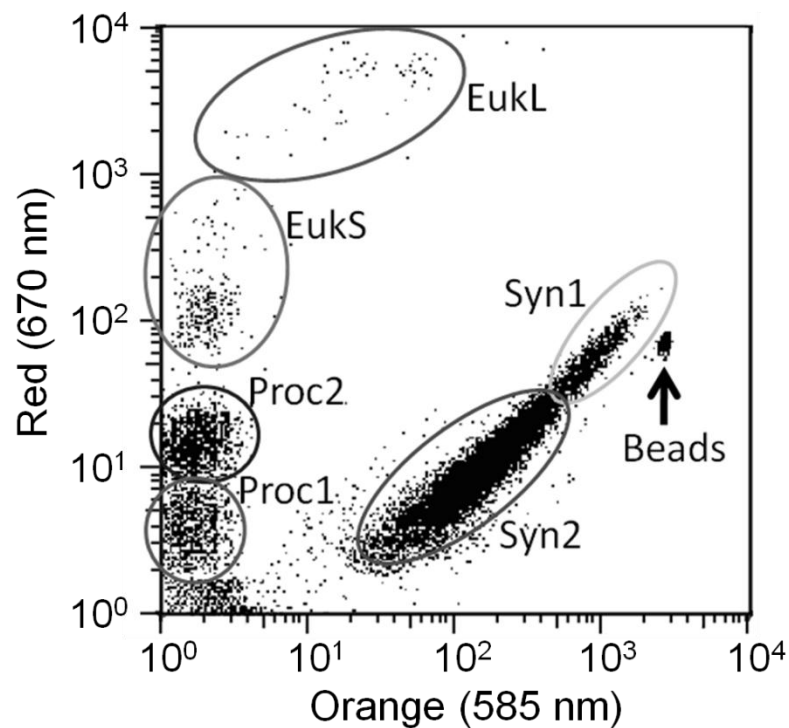 10⁴
10³
10²
10¹
10⁰
Red (670 nm)
EukL
EukS
Syn1
Proc2
Beads
Proc1
Syn2
10⁰ 10¹ 10² 10³ 10⁴
Orange (585 nm)